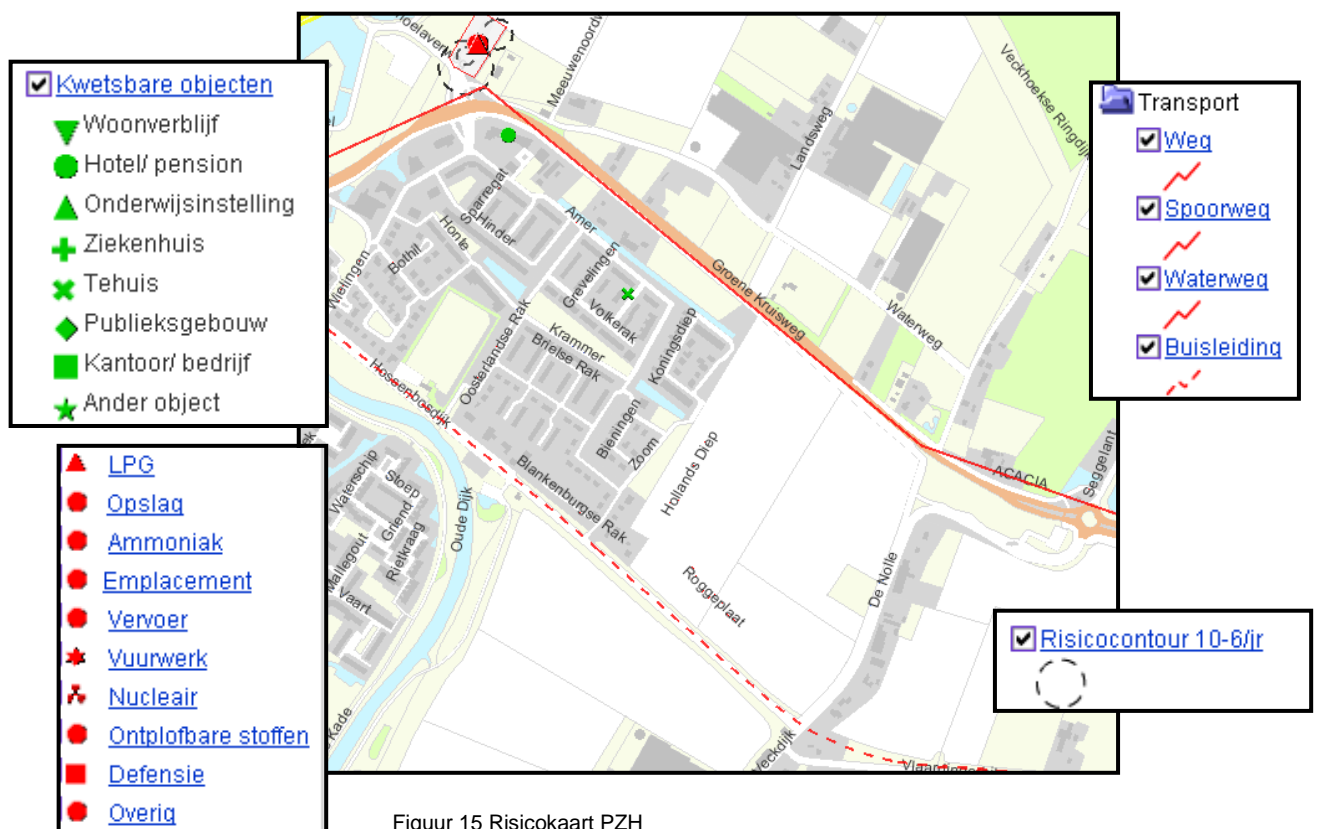 Kwetsbare objecten
Woonverblijf
Hotel/ pension
Onderwijsinstelling
Ziekenhuis
Tehuis
Publieksgebouw
Kantoor/ bedrijf
Ander object
LPG
Opslag
Ammoniak
Emplacement
Vervoer
Vuurwerk
Nucleair
Ontplofbare stoffen
Defensie
Overig
Meeuwenoord
Landsweg
Veckhoekse Ringdijk
Sparregat
Hinder
Amer
Honte
Bothil
Wielingen
Grevelingen
Volkerak
Groene Kruisweg
Waterweg
Krammer
Brielse Rak
Koningsdiep
Oosterlandse Rak
Hossenbosdijk
Bieningen
Zoom
Hollands Diep
Blankenburgse Rak
ACACIA
Seggelant
Waterschip
Stoep
Griend
Rietkraag
Mallegout
Vaart
Oude Dijk
Roggeplaat
De Nolle
Kade
Veckdijk
Transport
Weg
Spoorweg
Waterweg
Buisleiding
Risicocontour 10-6/jr
Figuur 15 Risicokaart PZH